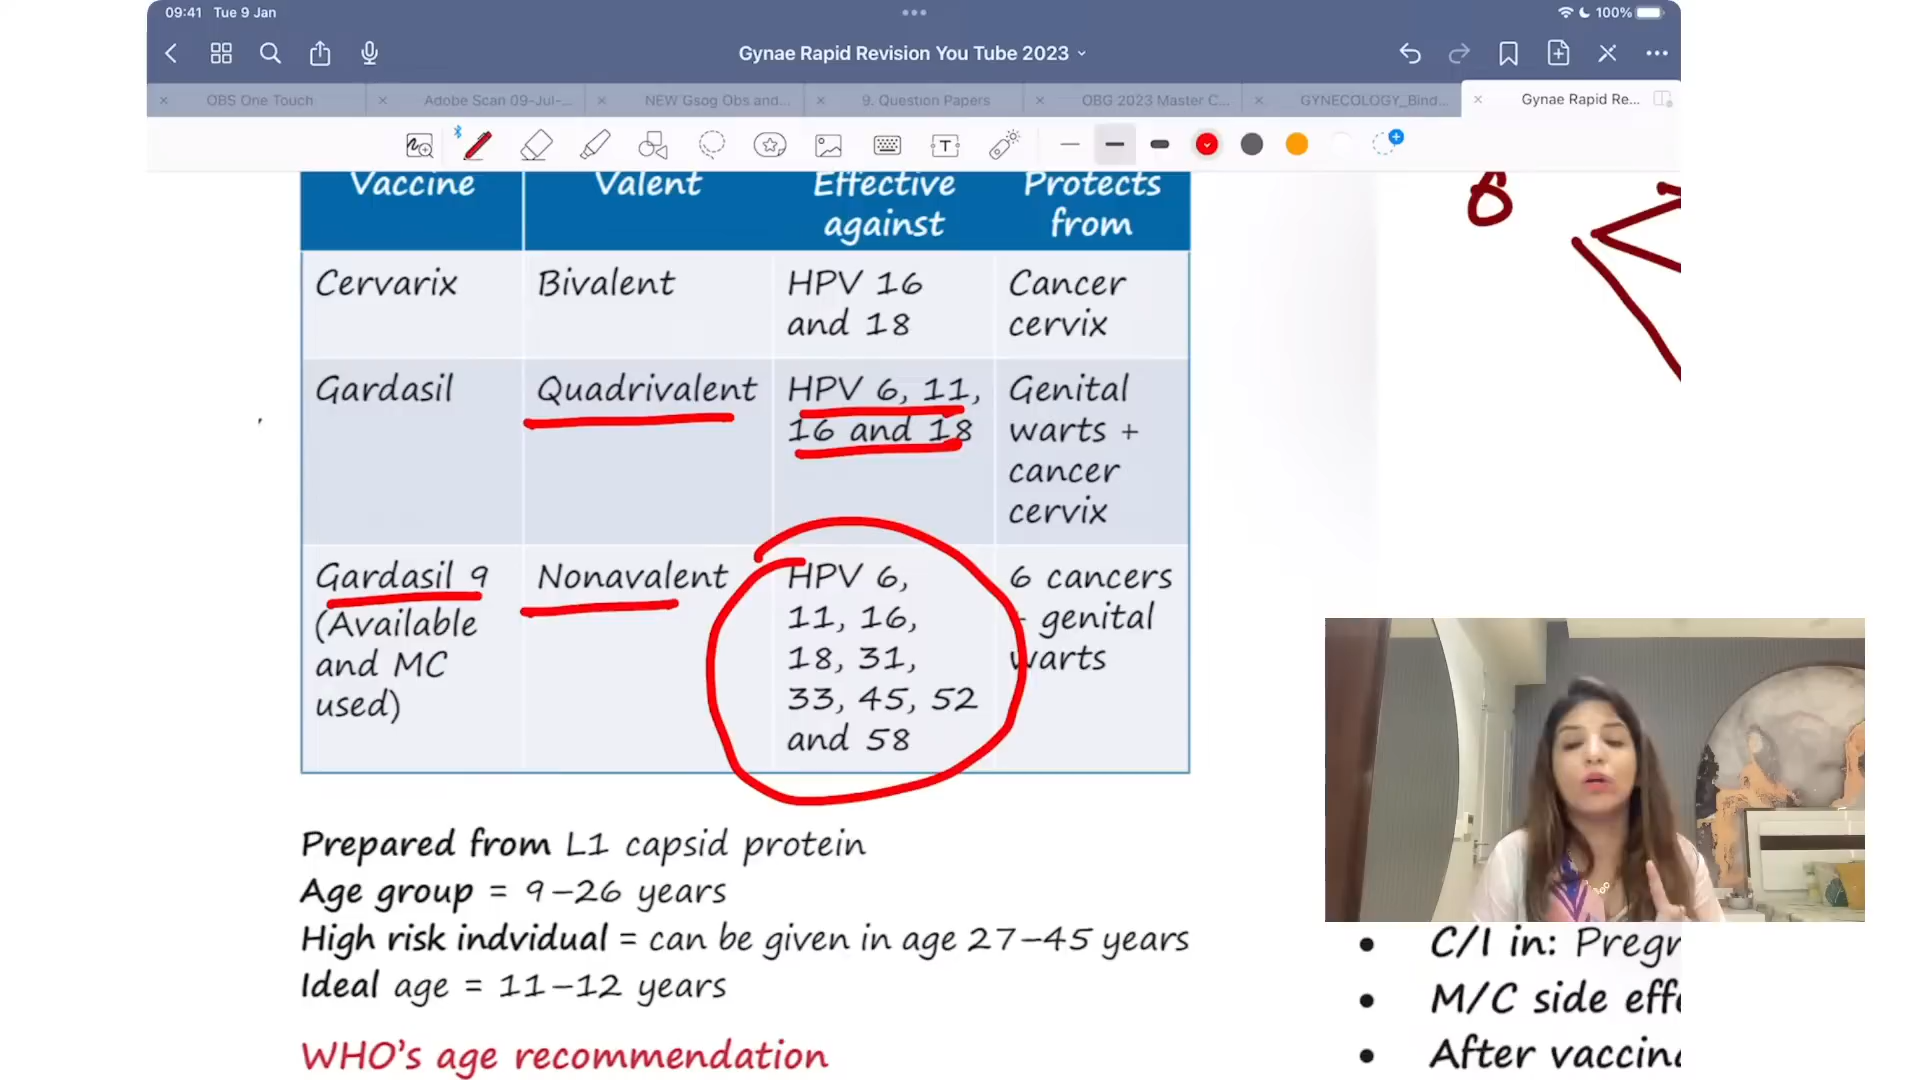 09:41 Tue 9 Jan
100%
Gynae Rapid Revision You Tube 2023
OBS One Touch
Adobe Scan 09-Jul-...
NEW Gsog Obs and...
9. Question Papers
OBG 2023 Master C...
GYNECOLOGY_Bind...
Gynae Rapid Re...
Vaccine Valent Effective Protects
against from
Cervarix Bivalent HPV 16 Cancer
and 18 cervix
Gardasil Quadrivalent HPV 6, 11, Genital
16 and 18 warts +
cancer
cervix
Gardasil 9 Nonavalent HPV 6, 6 cancers
(Available 11, 16, + genital
and MC 18, 31, warts
used) 33, 45, 52
and 58
6
Prepared from L1 capsid protein
Age group = 9–26 years
High risk indvidual = can be given in age 27–45 years
Ideal age = 11–12 years
WHO's age recommendation
• C/I in: Pregn
• M/C side effe
• After vaccina